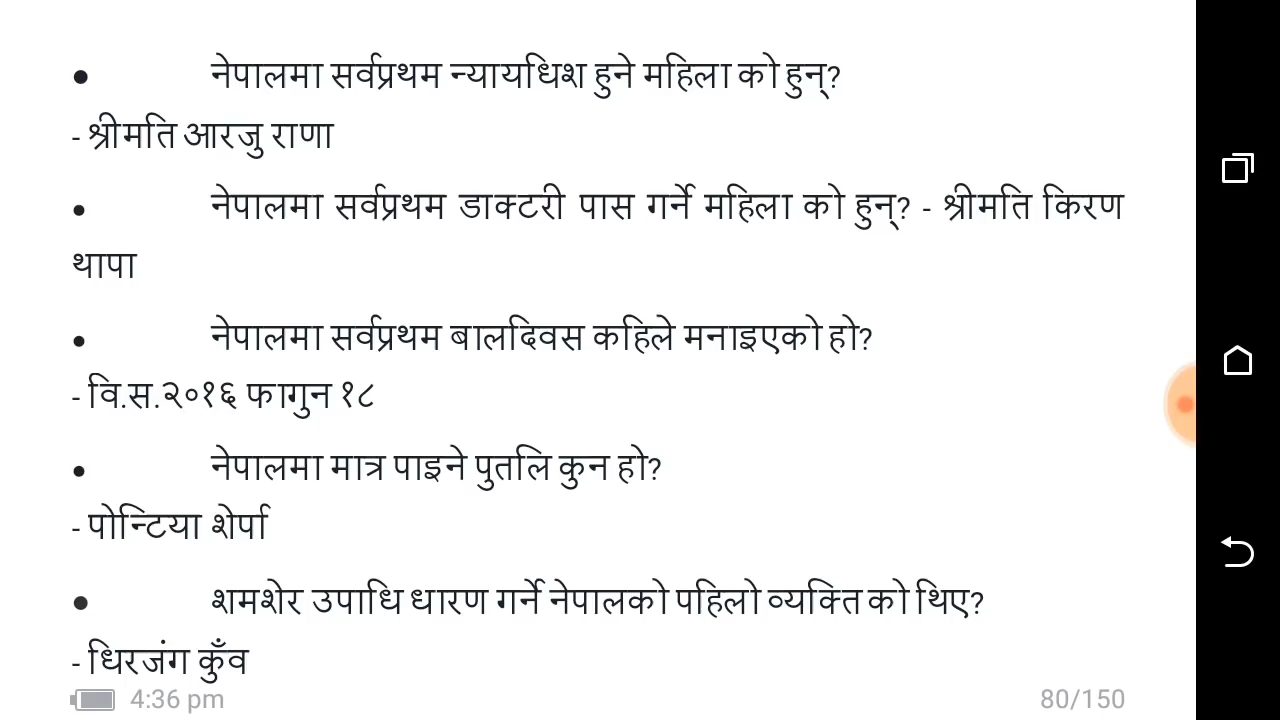 ● नेपालमा सर्वप्रथम न्यायधिश हुने महिला को हुन्?
- श्रीमति आरजु राणा
● नेपालमा सर्वप्रथम डाक्टरी पास गर्ने महिला को हुन्? - श्रीमति किरण
थापा
● नेपालमा सर्वप्रथम बालदिवस कहिले मनाइएको हो?
- वि.स.२०१६ फागुन १८
● नेपालमा मात्र पाइने पुतलि कुन हो?
- पोन्टिया शेर्पा
● शमशेर उपाधि धारण गर्ने नेपालको पहिलो व्यक्ति को थिए?
- धिरजंग कुँव
4:36 pm 80/150